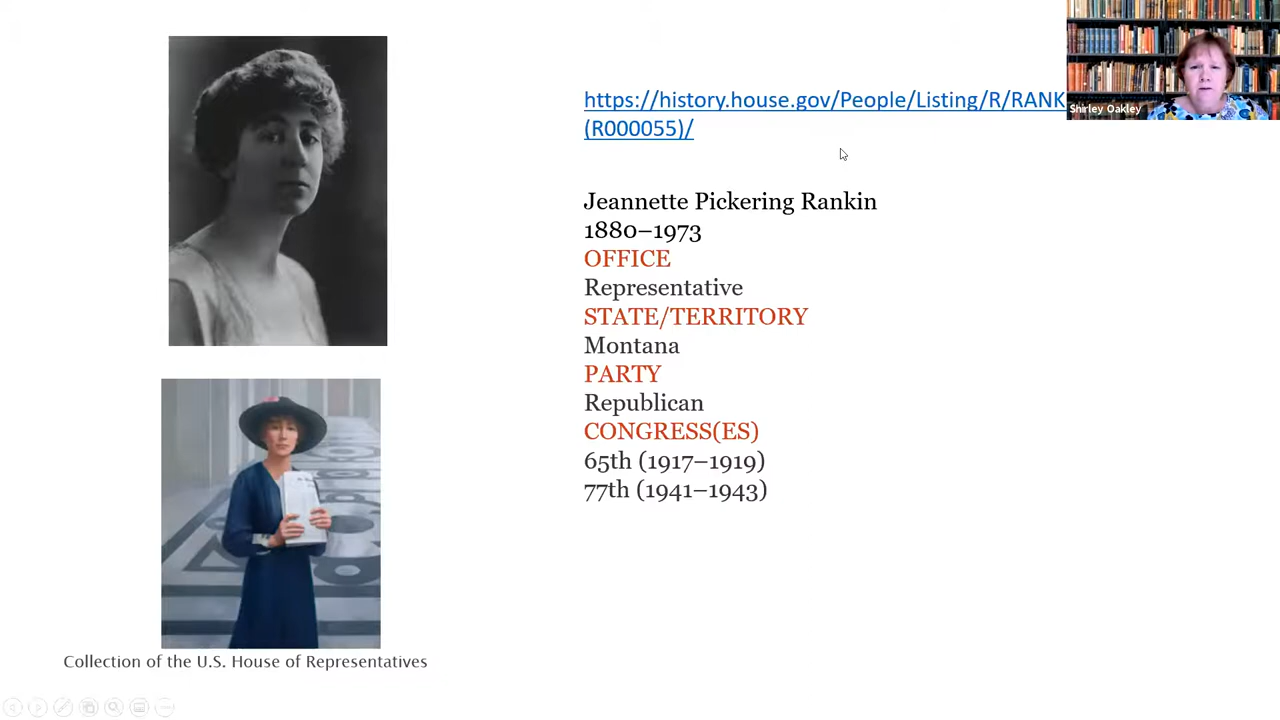 https://history.house.gov/People/Listing/R/RANK
(R000055)/
Shirley Oakley
Jeannette Pickering Rankin
1880–1973
OFFICE
Representative
STATE/TERRITORY
Montana
PARTY
Republican
CONGRESS(ES)
65th (1917–1919)
77th (1941–1943)
Collection of the U.S. House of Representatives